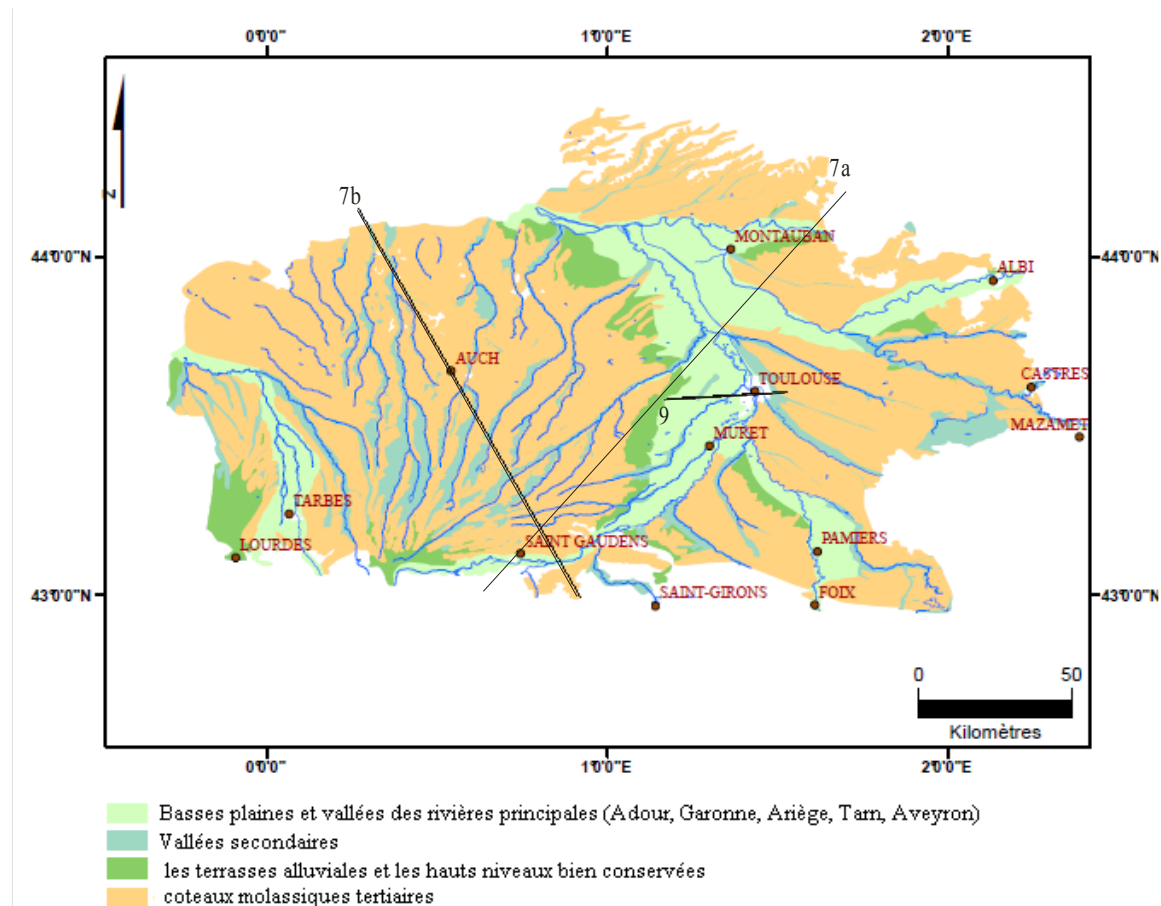 0°0'0" 1°0'0"E 2°0'0"E
7a
7b
N
MONTAUBAN
44°0'0"N 44°0'0"N
ALBI
AUCH
TOULOUSE
CASTRES
9
MAZAMET
MURET
TARBES
LOURDES
SAINT GAUDENS
PAMIERS
SAINT-GIRONS
FOIX
43°0'0"N 43°0'0"N
0 50
Kilomètres
0°0'0" 1°0'0"E 2°0'0"E
Basses plaines et vallées des rivières principales (Adour, Garonne, Ariège, Tarn, Aveyron)
Vallées secondaires
les terrasses alluviales et les hauts niveaux bien conservées
coteaux molassiques tertiaires